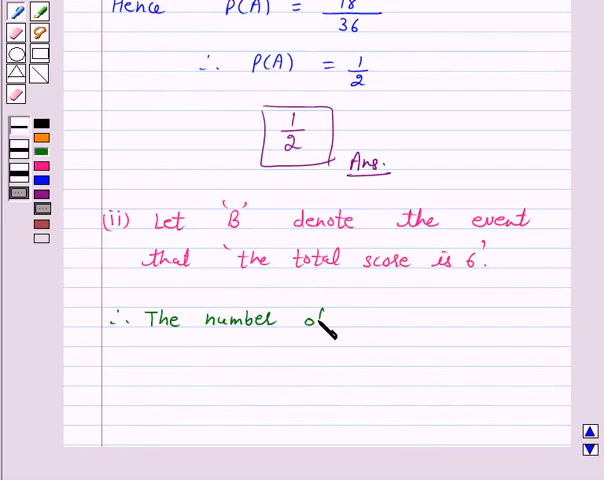 Hence P(A) = 18/36
∴ P(A) = 1/2
1/2
Ans.
(ii) Let 'B' denote the event
that 'the total score is 6'.
∴ The number of